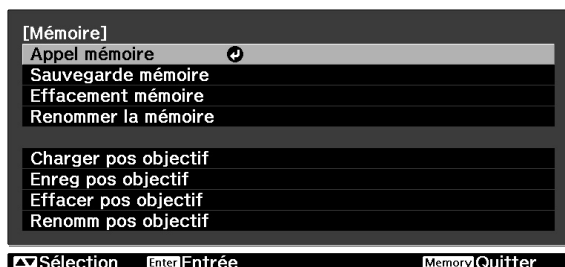 [Mémoire]
Appel mémoire
Sauvegarde mémoire
Effacement mémoire
Renommer la mémoire
Charger pos objectif
Enreg pos objectif
Effacer pos objectif
Renomm pos objectif
Sélection Enter Entrée Memory Quitter